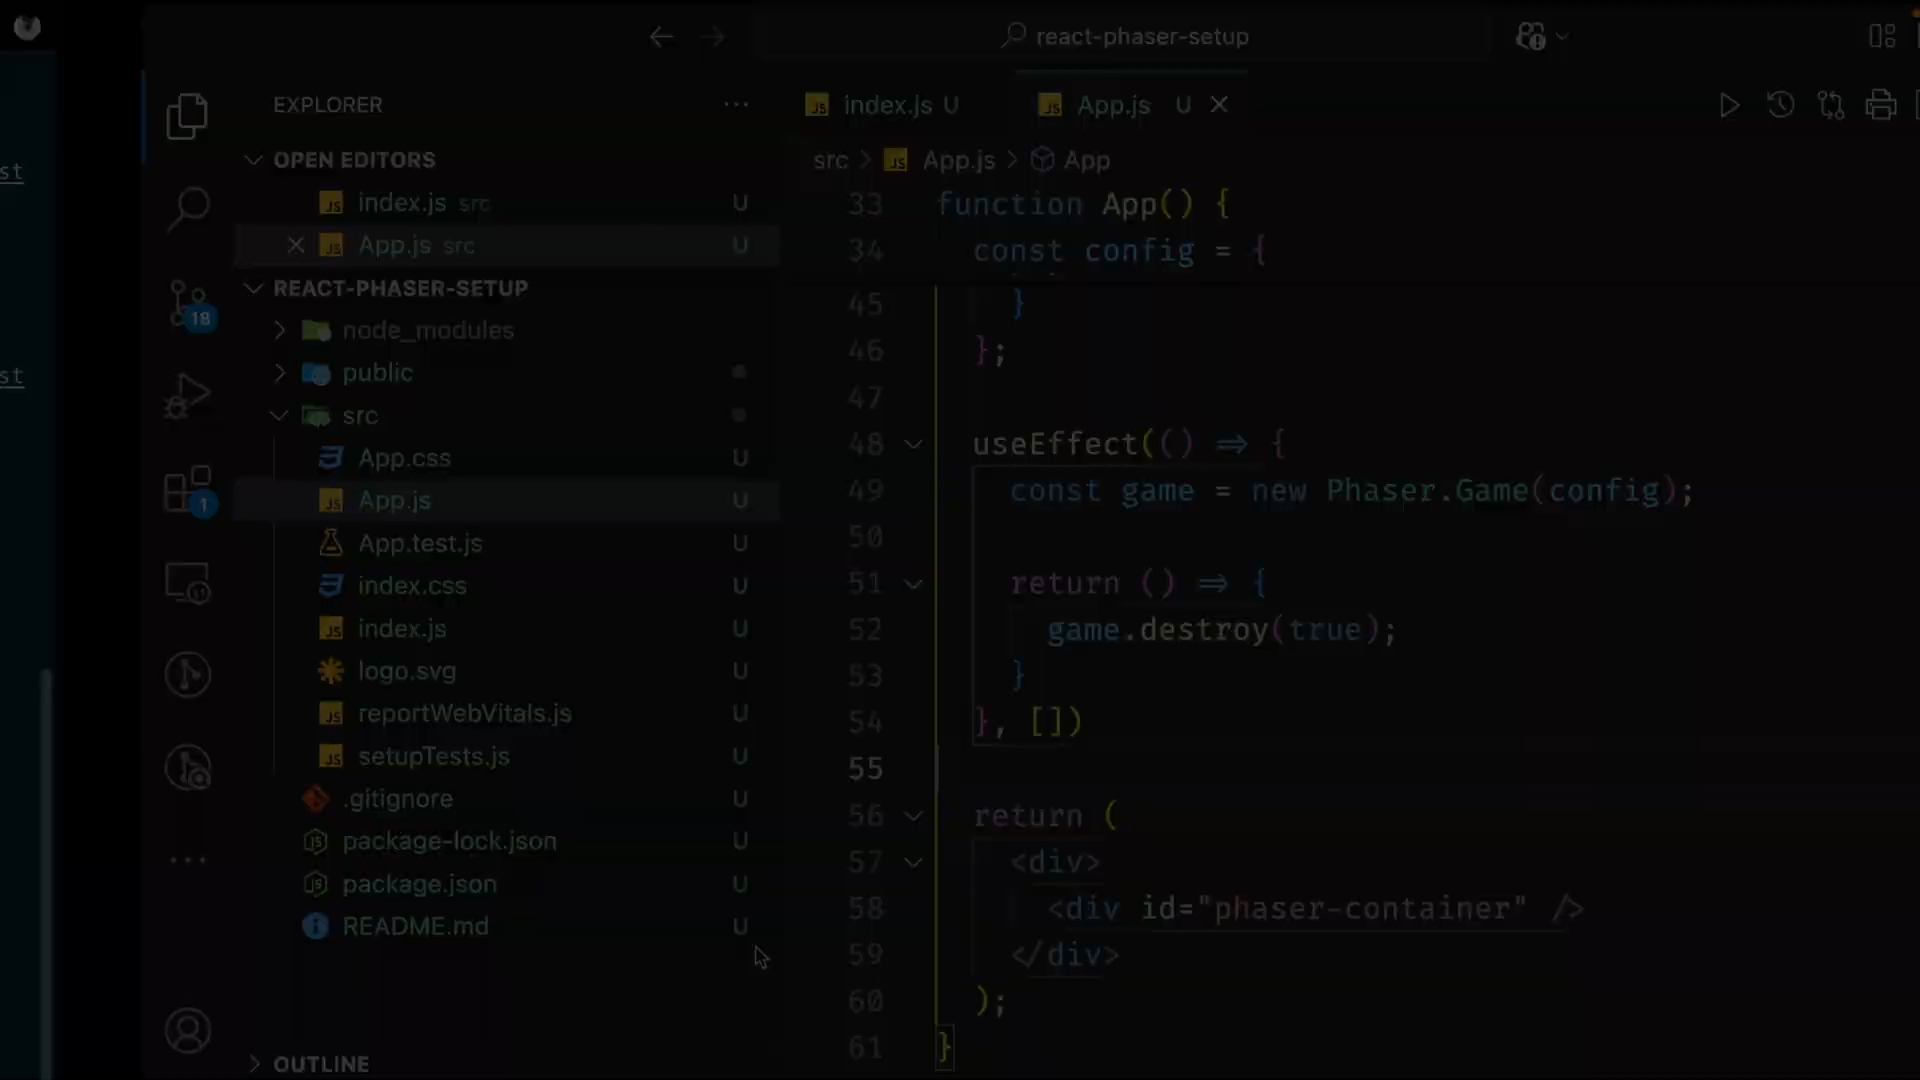 react-phaser-setup
EXPLORER
index.js U
App.js U
OPEN EDITORS
index.js src U
App.js src U
REACT-PHASER-SETUP
node_modules
public
src
App.css U
App.js U
App.test.js U
index.css U
index.js U
logo.svg U
reportWebVitals.js U
setupTests.js U
.gitignore U
package-lock.json U
package.json U
README.md U
OUTLINE
18
1
st
st
src > App.js > App
33 function App() {
34 const config = {
45 }
46 };
47
48 useEffect(() => {
49 const game = new Phaser.Game(config);
50
51 return () => {
52 game.destroy(true);
53 }
54 }, [])
55
56 return (
57 <div>
58 <div id="phaser-container" />
59 </div>
60 );
61 }